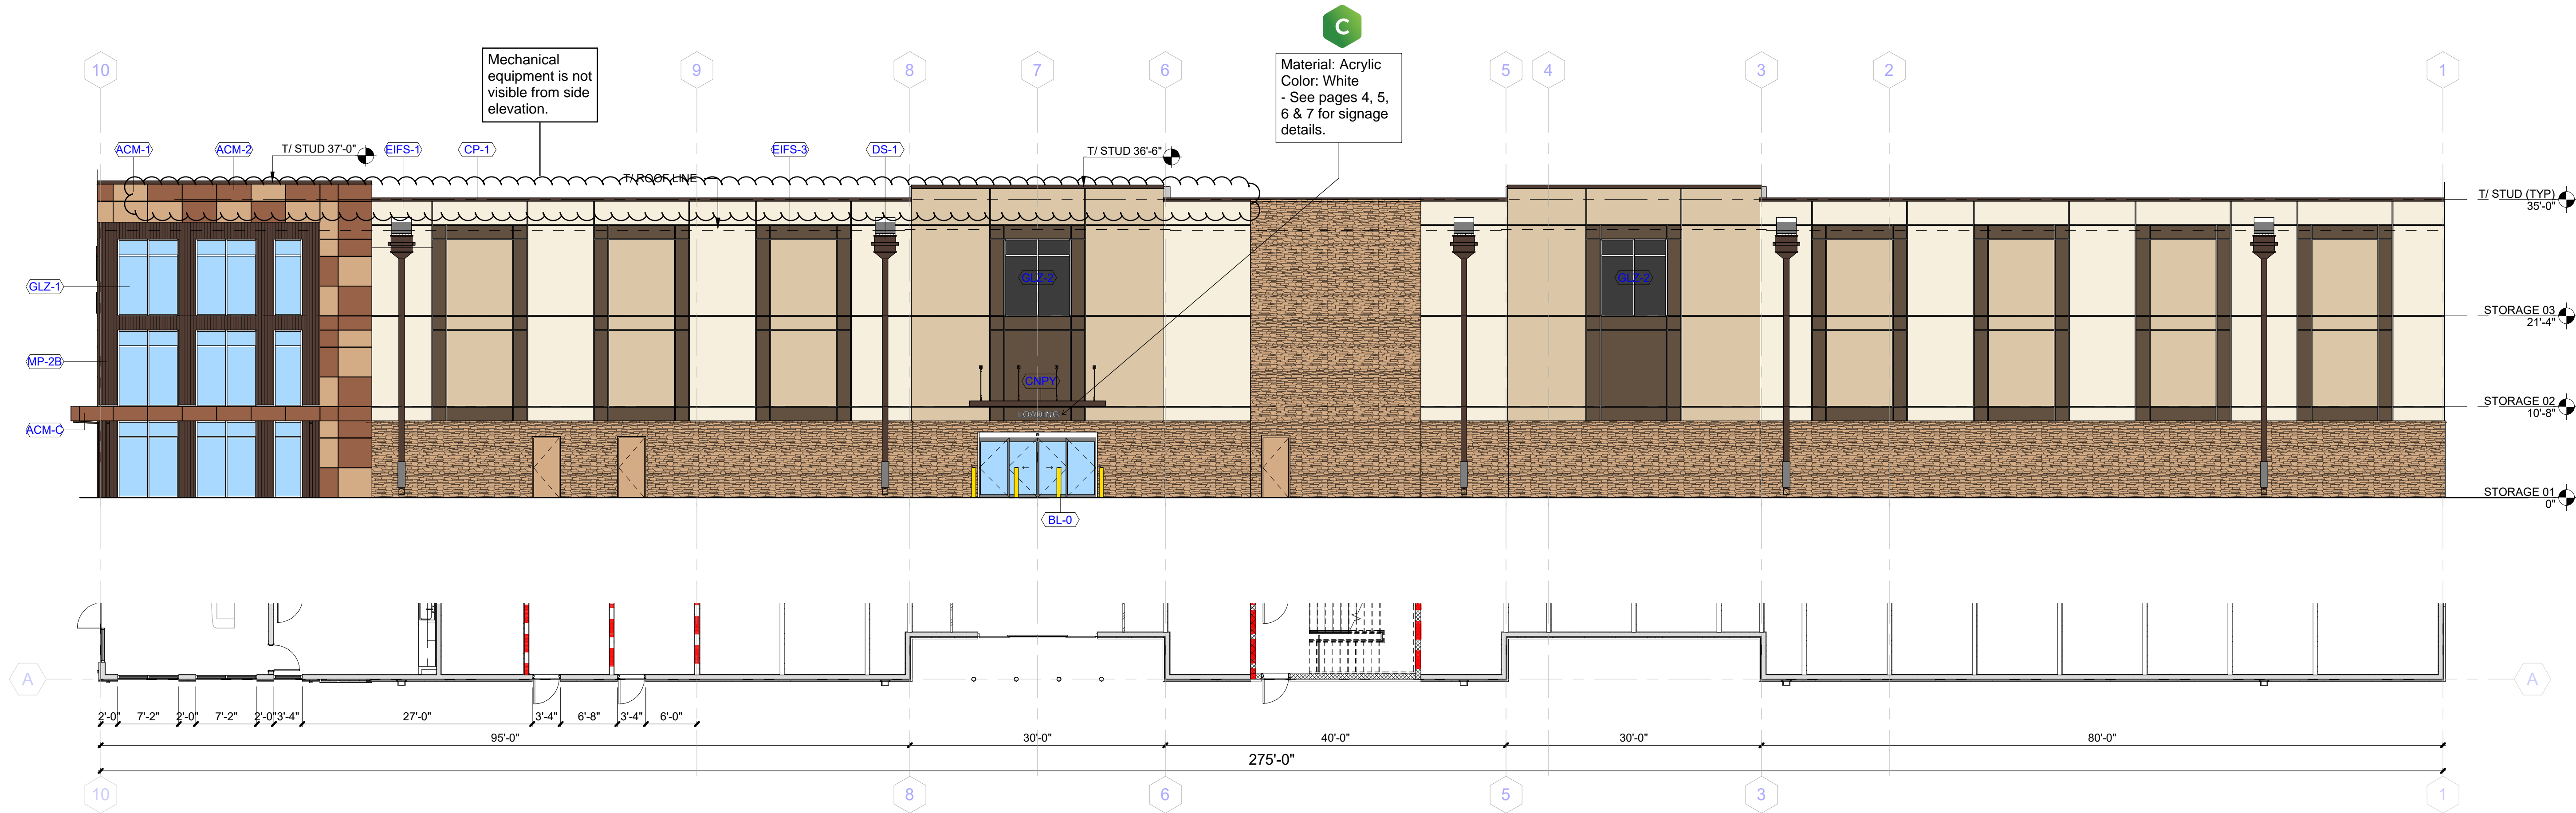 C
Mechanical
equipment is not
visible from side
elevation.
Material: Acrylic
Color: White
- See pages 4, 5,
6 & 7 for signage
details.
10
9
8
7
6
5
4
3
2
1
ACM-1
ACM-2
T/ STUD 37'-0"
EIFS-1
CP-1
EIFS-3
DS-1
T/ STUD 36'-6"
T/ ROOF LINE
T/ STUD (TYP)
35'-0"
GLZ-1
GLZ-2
GLZ-2
STORAGE 03
21'-4"
MP-2B
CNPY
LOADING
STORAGE 02
10'-8"
ACM-C
STORAGE 01
0"
BL-0
A
A
2'-0"
7'-2"
2'-0"
7'-2"
2'-0"
3'-4"
27'-0"
3'-4"
6'-8"
3'-4"
6'-0"
95'-0"
30'-0"
40'-0"
30'-0"
80'-0"
275'-0"
10
8
6
5
3
1